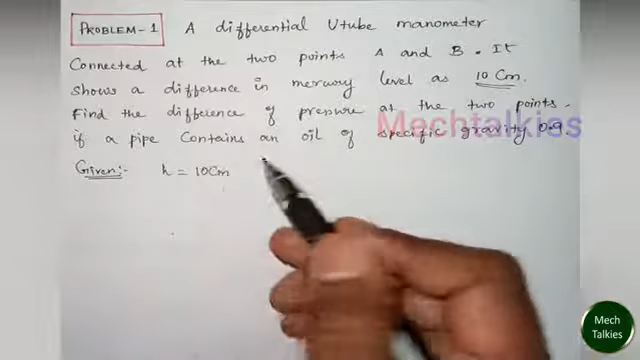 PROBLEM-1 A differential Utube manometer
Connected at the two points A and B. It
shows a difference in mercury level as 10 Cm.
Find the difference of pressure at the two points.
if a pipe contains an oil of specific gravity 0.9.
Mechtalkies
Given:- h = 10Cm
Mech
Talkies